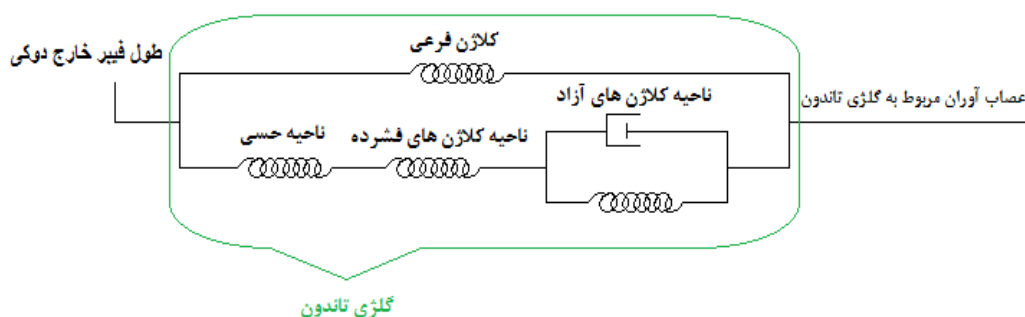 کلاژن فرعی
طول فیبر خارج دوکی
ناحیه کلاژن های آزاد
عصاب آوران مربوط به گلژی تاندون
ناحیه حسی
ناحیه کلاژن های فشرده
گلژی تاندون